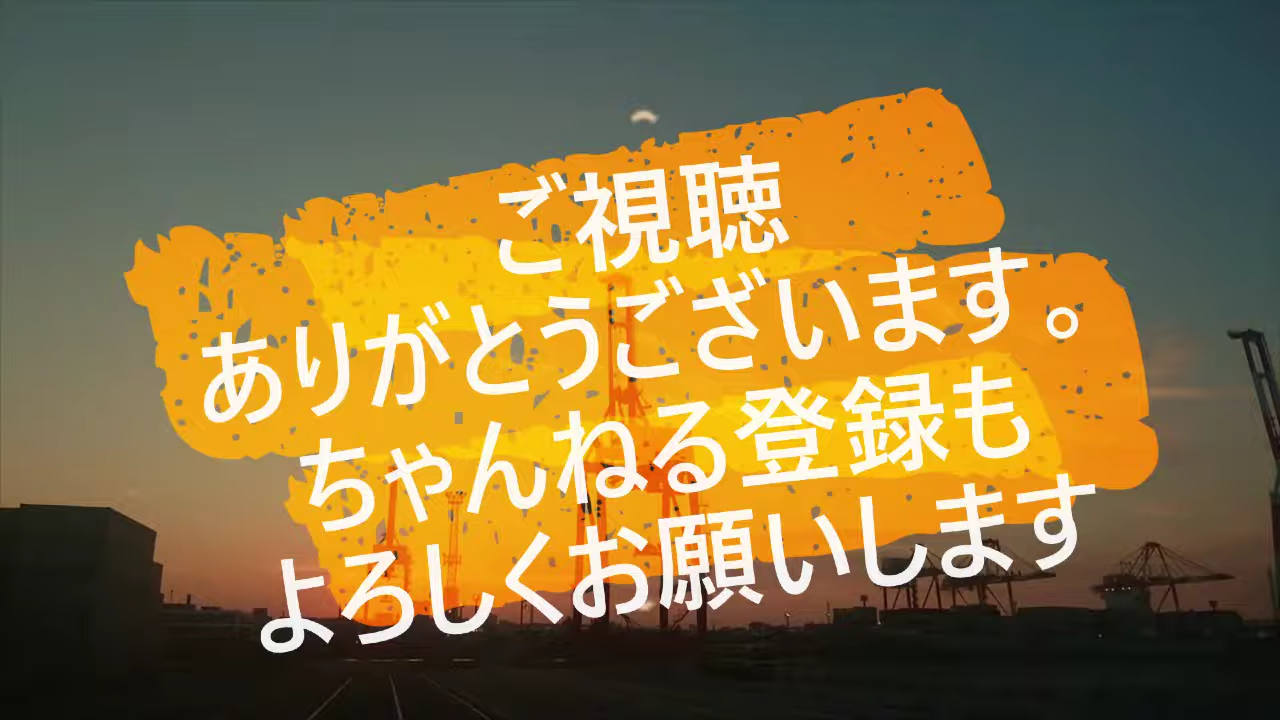 ご視聴
ありがとうございます。
ちゃんねる登録も
よろしくお願いします